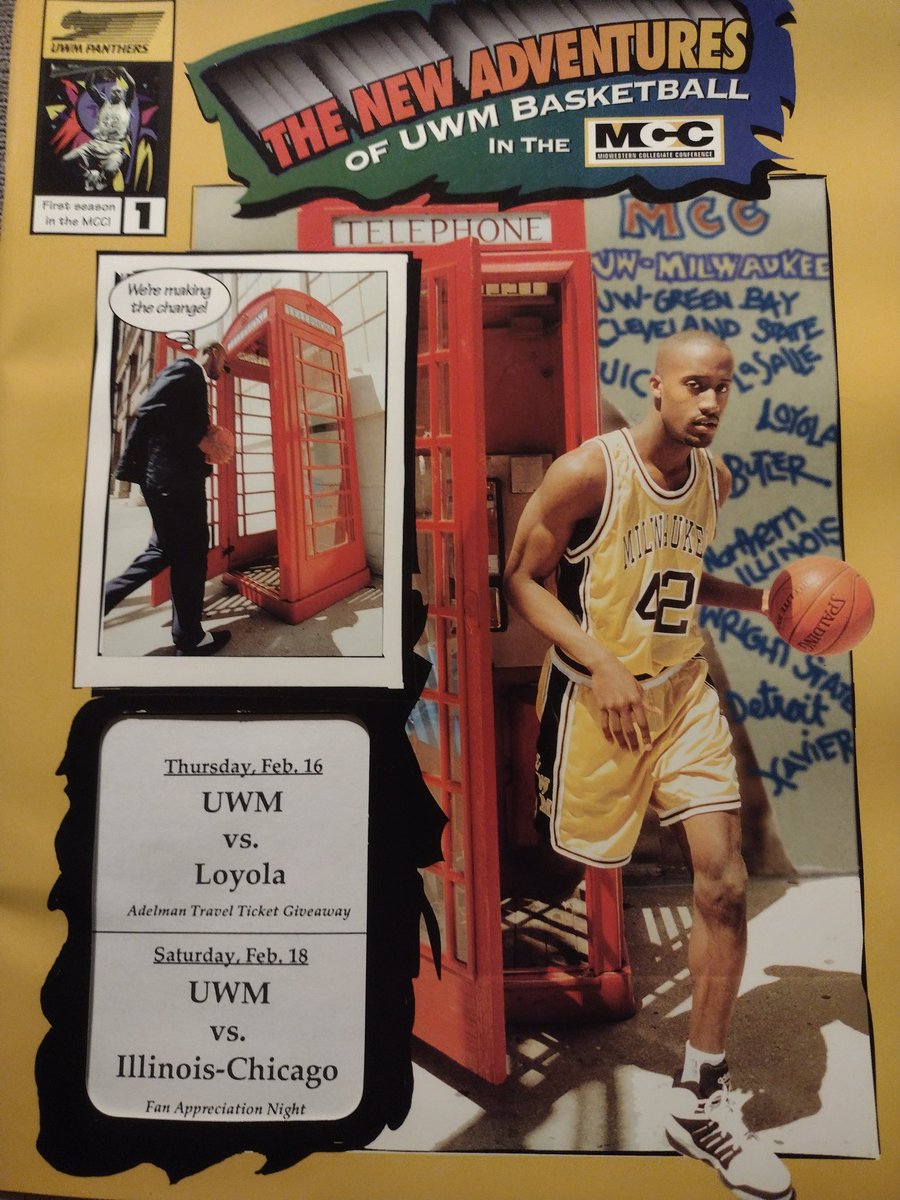 UWM PANTHERS
First season
in the MCC!
1
THE NEW ADVENTURES
OF UWM BASKETBALL
IN THE
MCC
MIDWESTERN COLLEGIATE CONFERENCE
TELEPHONE
MCC
UW-MILWAUKEE
UW-GREEN BAY
CLEVELAND STATE
UIC
LaSALLE
LOYOLA
BUTLER
Northern
ILLINOIS
WRIGHT STATE
Detroit
XAVIER
We're making
the change!
TELEPHONE
MILWAUKEE
42
SPALDING
UWM
Thursday, Feb. 16
UWM
vs.
Loyola
Adelman Travel Ticket Giveaway
Saturday, Feb. 18
UWM
vs.
Illinois-Chicago
Fan Appreciation Night